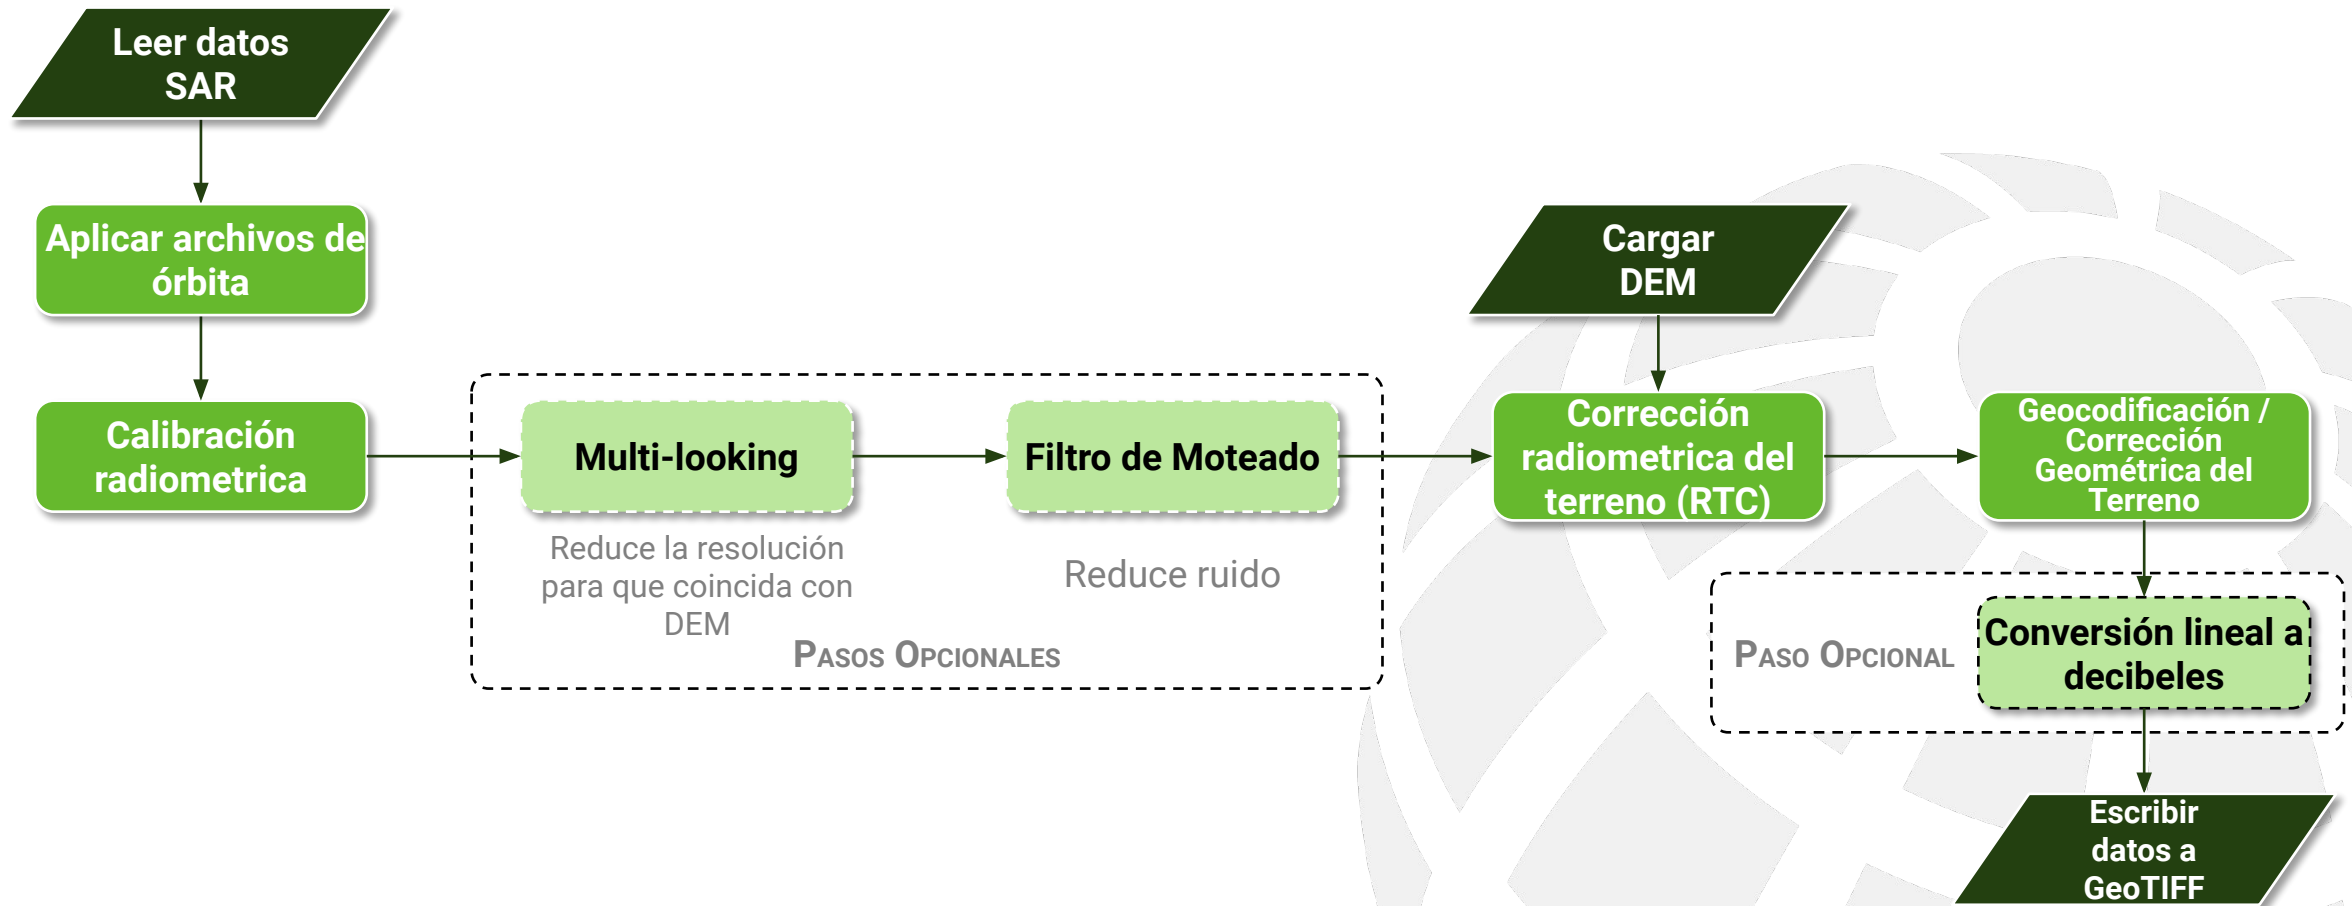 Leer datos
SAR
Aplicar archivos de
órbita
Calibración
radiometrica
Multi-looking
Reduce la resolución
para que coincida con
DEM
Filtro de Moteado
Reduce ruido
Pasos Opcionales
Cargar
DEM
Corrección
radiometrica del
terreno (RTC)
Geocodificación /
Corrección
Geométrica del
Terreno
Paso Opcional
Conversión lineal a
decibeles
Escribir
datos a
GeoTIFF